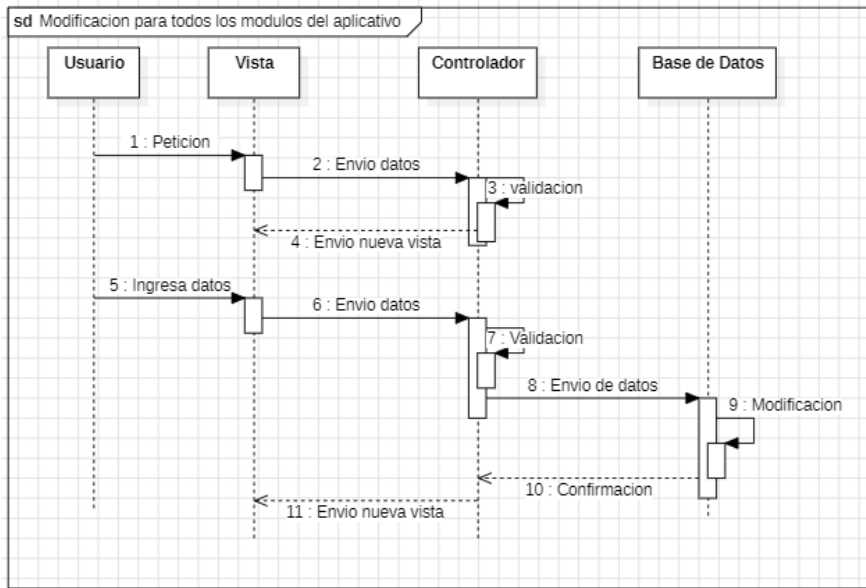 sd Modificacion para todos los modulos del aplicativo
Usuario
Vista
Controlador
Base de Datos
1 : Peticion
2 : Envio datos
3 : validacion
4 : Envio nueva vista
5 : Ingresa datos
6 : Envio datos
7 : Validacion
8 : Envio de datos
9 : Modificacion
10 : Confirmacion
11 : Envio nueva vista